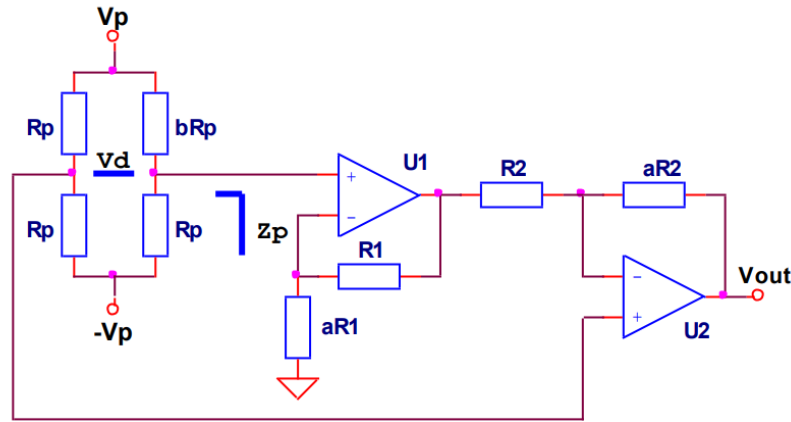 Vp
Rp
bRp
Vd
U1
R2
aR2
+
−
Rp
Rp
Zp
R1
−
+
Vout
U2
-Vp
aR1